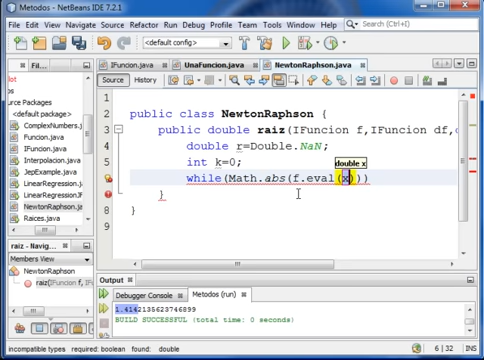 Metodos - NetBeans IDE 7.2.1
File Edit View Navigate Source Refactor Run Debug Profile Team Tools Window Help
Search (Ctrl+I)
<default config>
Fil...
IFuncion.java
UnaFuncion.java
NewtonRaphson.java
Source History
lot
ource Packages
<default package>
ComplexNumbers.
Funcion.java
IFuncion.java
Interpolacion.java
JepExample.java
LinearRegression.
LinearRegression.
NewtonRaphson
Raices.java
1
2 public class NewtonRaphson {
3 public double raiz(IFuncion f,IFuncion df,
4 double r=Double.NaN;
5 int k=0;
double x
while(Math.abs(f.eval(x)))
}
8 }
9
raiz - Navig...
Members View
NewtonRaphson
raiz(IFuncion f,
Output
Debugger Console
Metodos (run)
1.4142135623746899
BUILD SUCCESSFUL (total time: 0 seconds)
incompatible types required: boolean found: double
6 | 32
INS